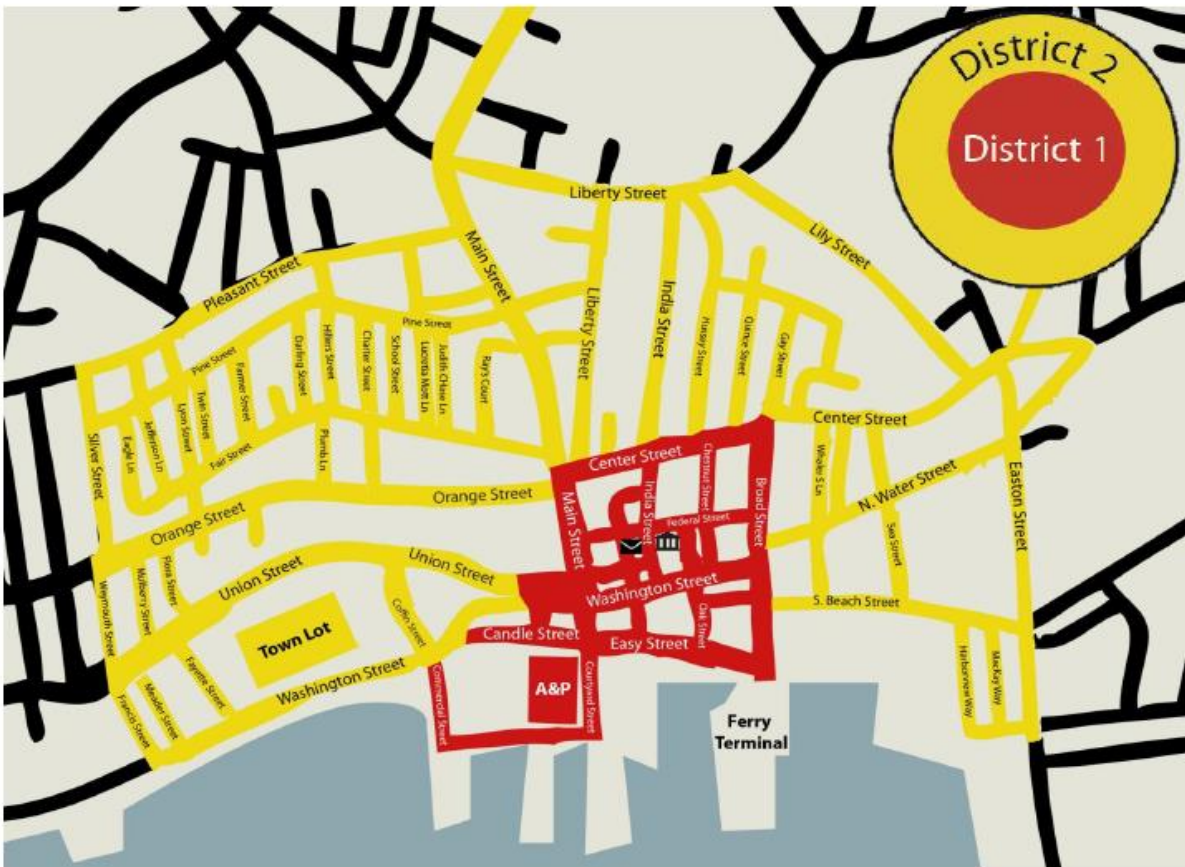 District 2
District 1
Liberty Street
Lily Street
Main Street
Pleasant Street
Liberty Street
India Street
Hussey Street
Quince Street
Gay Street
Pine Street
Pine Street
Darling Street
Hillers Street
Charter Street
School Street
Lucretia Mott Ln
Judith CHase Ln
Ray's Court
Farmer Street
Twin Street
Lyon Street
Jefferson Ln
Eagle Ln
Silver Street
Fair Street
Plumb Ln
Center Street
Center Street
Whalers Ln
N. Water Street
Easton Street
Sea Street
Orange Street
Orange Street
Main Street
India Street
Chestnut Street
Broad Street
Federal Street
Washington Street
Union Street
Union Street
Flora Street
Mulberry Street
Weymouth Street
Coffin Street
Town Lot
Candle Street
Easy Street
Oak Street
S. Beach Street
Washington Street
Fayette Street
Meader Street
Francis Street
Commercial Street
A&P
Courtyard Street
Harborview Way
MacKay Way
Ferry
Terminal